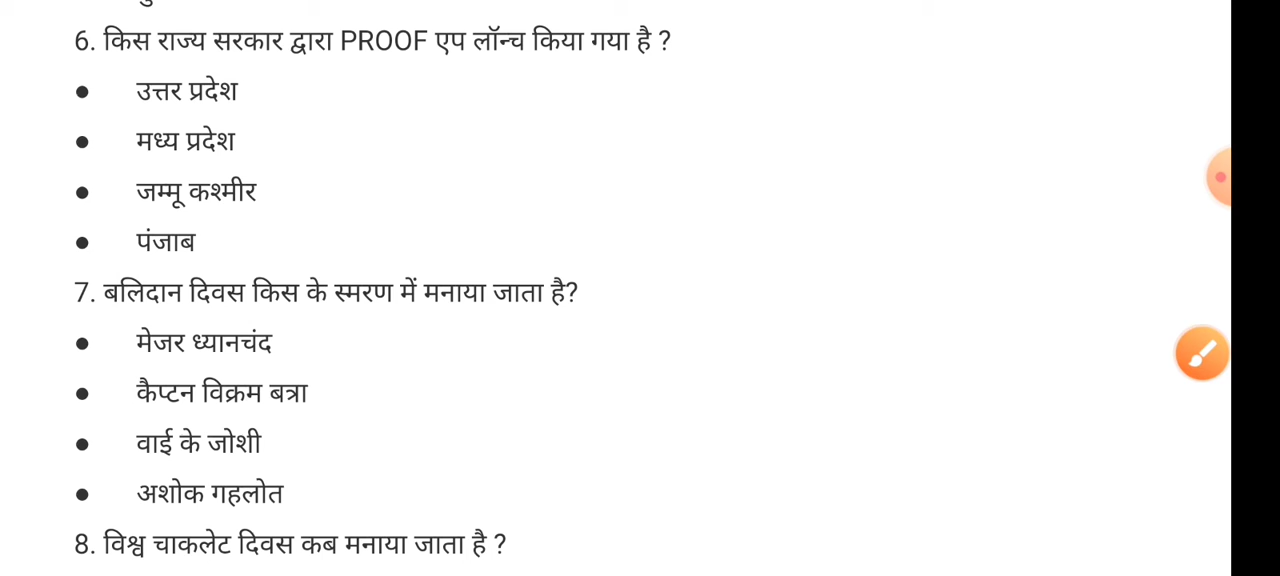 6. किस राज्य सरकार द्वारा PROOF एप लॉन्च किया गया है ?
● उत्तर प्रदेश
● मध्य प्रदेश
● जम्मू कश्मीर
● पंजाब
7. बलिदान दिवस किस के स्मरण में मनाया जाता है?
● मेजर ध्यानचंद
● कैप्टन विक्रम बत्रा
● वाई के जोशी
● अशोक गहलोत
8. विश्व चाकलेट दिवस कब मनाया जाता है ?